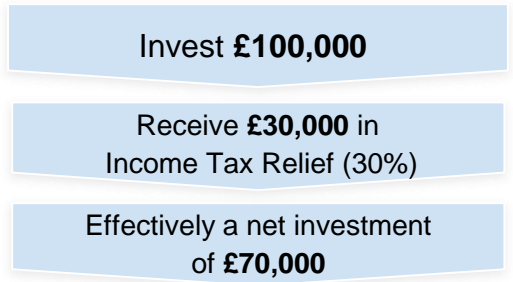 Invest £100,000
Receive £30,000 in
Income Tax Relief (30%)
Effectively a net investment
of £70,000